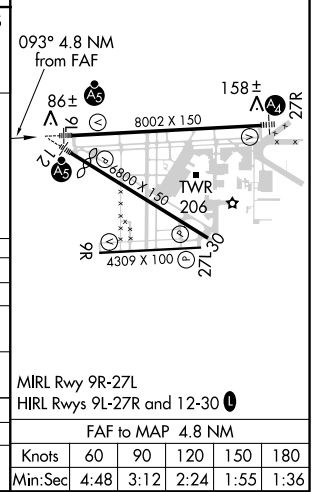 093° 4.8 NM
from FAF
A5
86±
158±
A4
27R
9L
V
8002 X 150
V
12
A5
P
6800 X 150
TWR
206
9R
V
P
30
4309 X 100
P
27L
MIRL Rwy 9R-27L
HIRL Rwys 9L-27R and 12-30 L
FAF to MAP 4.8 NM
Knots 60 90 120 150 180
Min:Sec 4:48 3:12 2:24 1:55 1:36